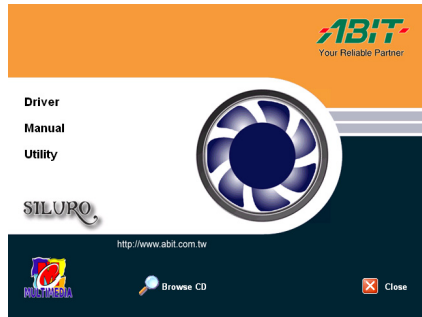 ABIT
Your Reliable Partner
Driver
Manual
Utility
SILURO
http://www.abit.com.tw
MULTIMEDIA
Browse CD
Close